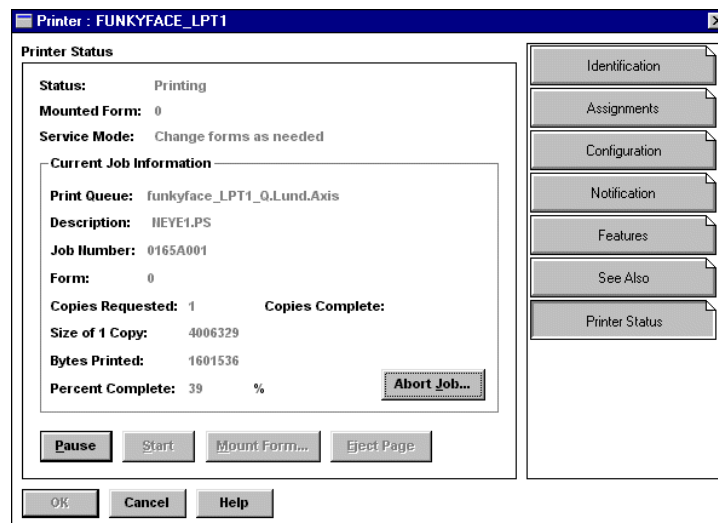 Printer : FUNKYFACE_LPT1
Printer Status
Status: Printing
Mounted Form: 0
Service Mode: Change forms as needed
Current Job Information
Print Queue: funkyface_LPT1_Q.Lund.Axis
Description: NEYE1.PS
Job Number: 0165A001
Form: 0
Copies Requested: 1 Copies Complete:
Size of 1 Copy: 4006329
Bytes Printed: 1601536
Percent Complete: 39 %
Abort Job...
Pause Start Mount Form... Eject Page
OK Cancel Help
Identification
Assignments
Configuration
Notification
Features
See Also
Printer Status